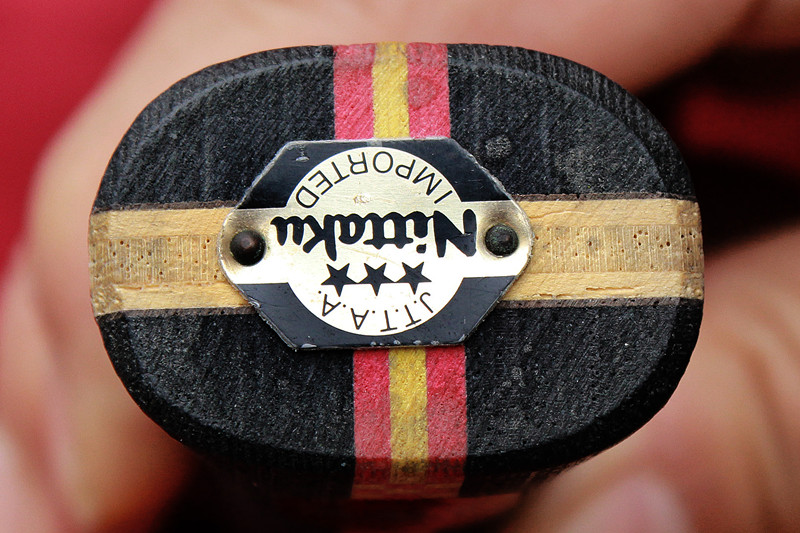 J.T.T.A.A.
★★★
Nittaku
IMPORTED